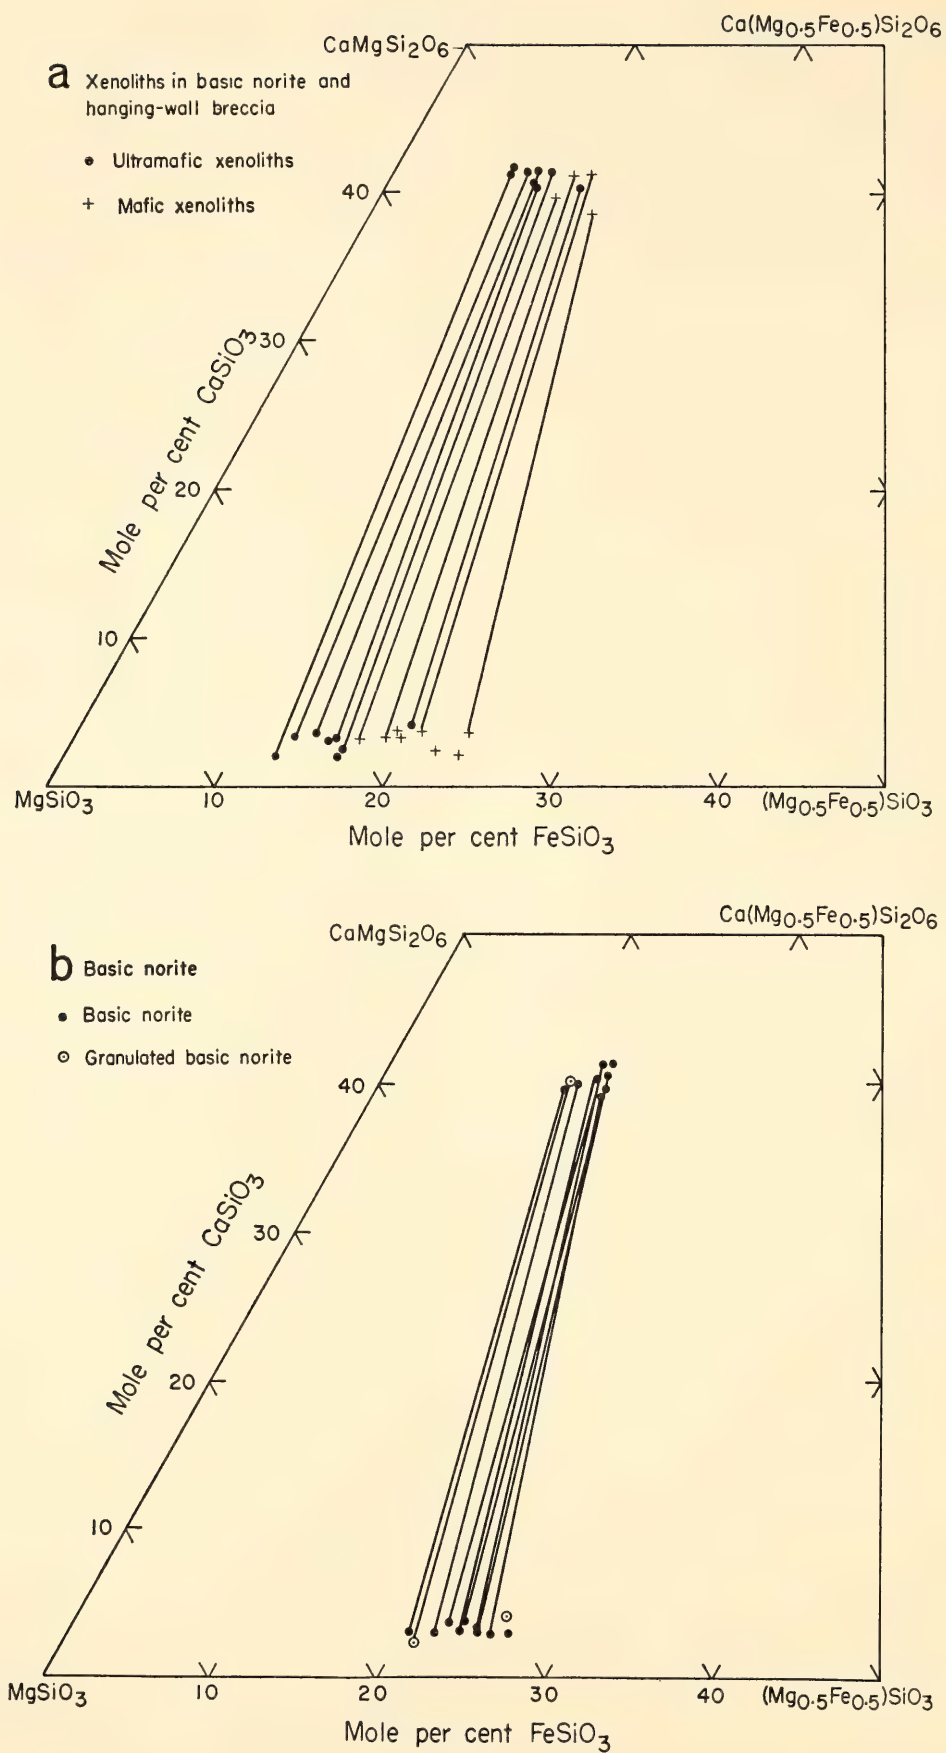 CaMgSi2O6
Ca(Mg0.5Fe0.5)Si2O6
a Xenoliths in basic norite and
hanging-wall breccia
• Ultramafic xenoliths
+ Mafic xenoliths
40
30
20
10
Mole per cent CaSiO3
MgSiO3
10
20
30
40
(Mg0.5Fe0.5)SiO3
Mole per cent FeSiO3
CaMgSi2O6
Ca(Mg0.5Fe0.5)Si2O6
b Basic norite
• Basic norite
⊙ Granulated basic norite
40
30
20
10
Mole per cent CaSiO3
MgSiO3
10
20
30
40
(Mg0.5Fe0.5)SiO3
Mole per cent FeSiO3